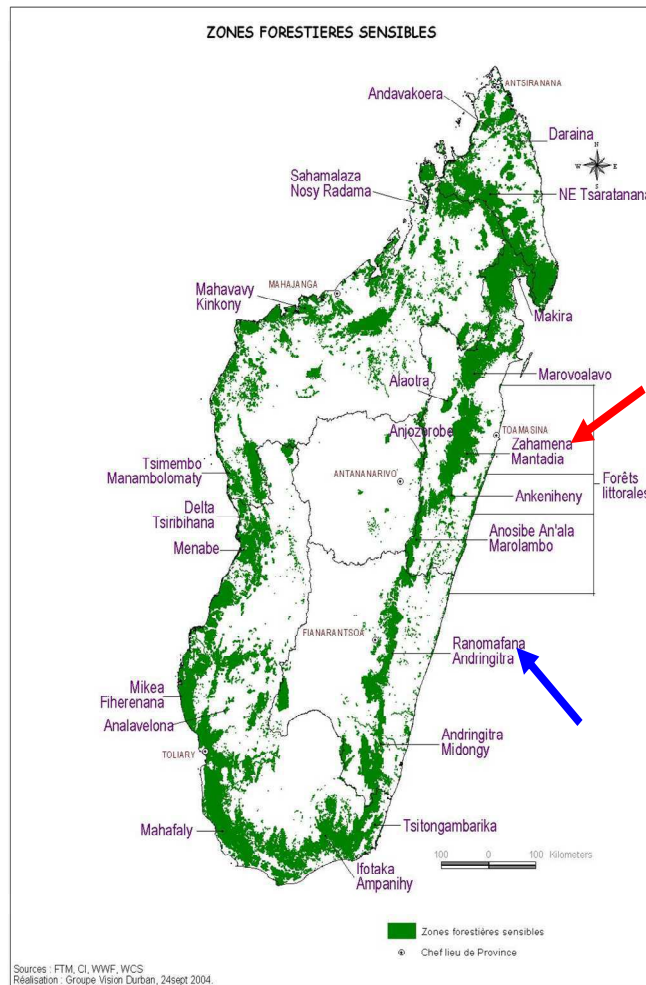 ZONES FORESTIERES SENSIBLES
ANTSIRANANA
Andavakoera
Daraina
N
W E
S
Sahamalaza
Nosy Radama
NE Tsaratanana
MAHAJANGA
Mahavavy
Kinkony
Makira
Alaotra
Marovoalavo
Anjozorobe
TOAMASINA
Zahamena
Mantadia
Tsimembo
Manambolomaty
ANTANANARIVO
Ankeniheny
Forêts
littorales
Delta
Tsiribihana
Menabe
Anosibe An'ala
Marolambo
FIANARANTSOA
Ranomafana
Andringitra
Mikea
Fiherenana
Analavelona
TOLIARY
Andringitra
Midongy
Mahafaly
Tsitongambarika
Ifotaka
Ampanihy
100 0 100 Kilometers
Zones forestières sensibles
Chef lieu de Province
Sources : FTM, CI, WWF, WCS
Réalisation : Groupe Vision Durban, 24sept 2004.